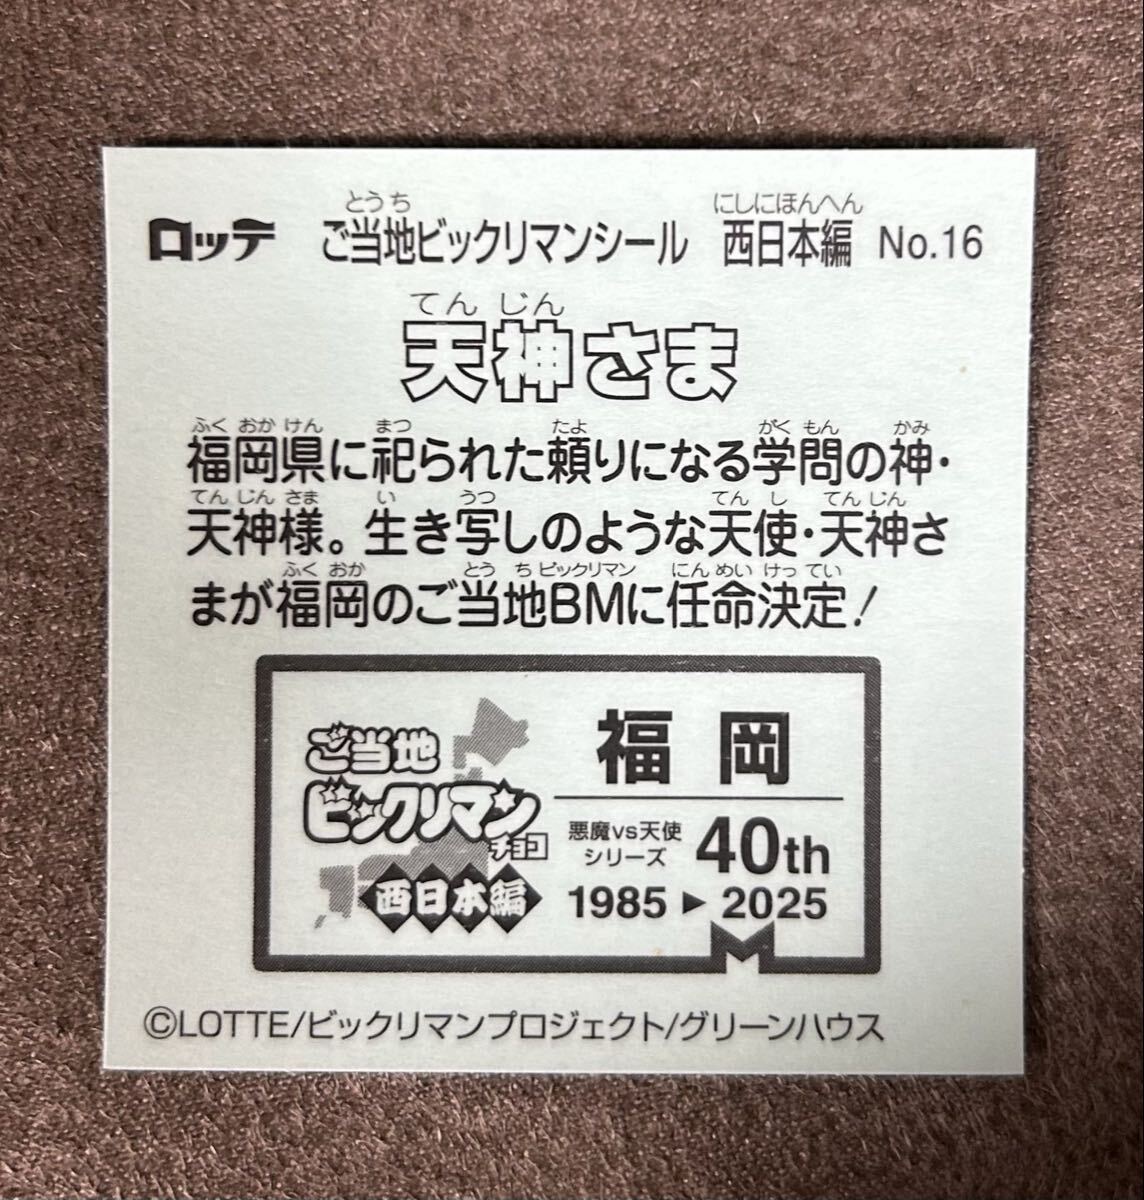 ロッテ ご当地ビックリマンシール 西日本編 No.16
とうち にしにほんへん
てんじん
天神さま
ふくおかけん まつ たよ がくもん かみ
福岡県に祀られた頼りになる学問の神・
てんじんさま い うつ てんし てんじん
天神様。生き写しのような天使・天神さ
ふくおか とうちビックリマン にんめいけってい
まが福岡のご当地BMに任命決定！
ご当地
ビックリマン
チョコ
西日本編
福岡
悪魔vs天使
シリーズ
40th
1985▶2025
©LOTTE/ビックリマンプロジェクト/グリーンハウス